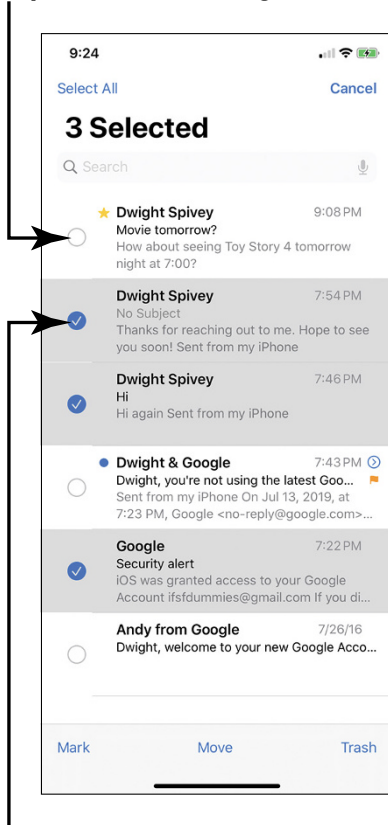 9:24
Select All Cancel
3 Selected
Search
Dwight Spivey 9:08 PM
Movie tomorrow?
How about seeing Toy Story 4 tomorrow
night at 7:00?
Dwight Spivey 7:54 PM
No Subject
Thanks for reaching out to me. Hope to see
you soon! Sent from my iPhone
Dwight Spivey 7:46 PM
Hi
Hi again Sent from my iPhone
Dwight & Google 7:43 PM
Dwight, you're not using the latest Goo...
Sent from my iPhone On Jul 13, 2019, at
7:23 PM, Google <no-reply@google.com>...
Google 7:22 PM
Security alert
iOS was granted access to your Google
Account ifsfdummies@gmail.com If you di...
Andy from Google 7/26/16
Dwight, welcome to your new Google Acco...
Mark Move Trash